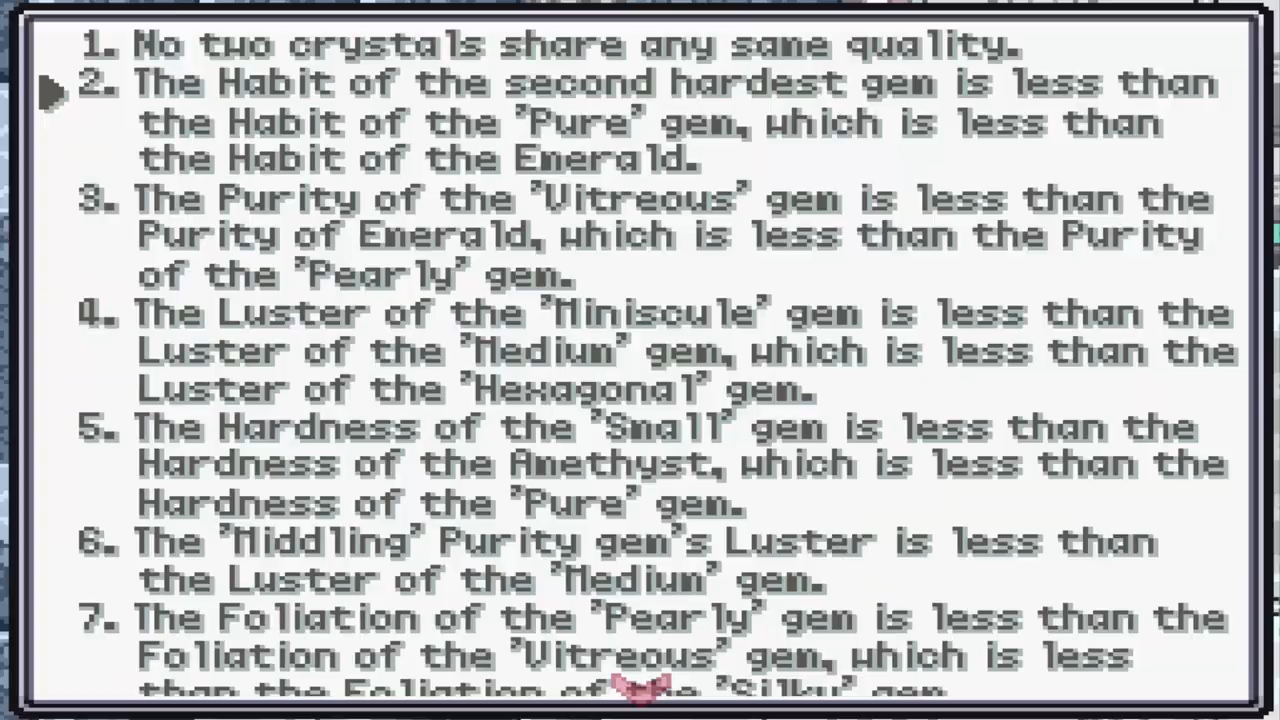 1. No two crystals share any same quality.
2. The Habit of the second hardest gem is less than
the Habit of the "Pure" gem, which is less than
the Habit of the Emerald.
3. The Purity of the "Vitreous" gem is less than the
Purity of Emerald, which is less than the Purity
of the "Pearly" gem.
4. The Luster of the "Miniscule" gem is less than the
Luster of the "Medium" gem, which is less than the
Luster of the "Hexagonal" gem.
5. The Hardness of the "Small" gem is less than the
Hardness of the Amethyst, which is less than the
Hardness of the "Pure" gem.
6. The "Middling" Purity gem's Luster is less than
the Luster of the "Medium" gem.
7. The Foliation of the "Pearly" gem is less than the
Foliation of the "Vitreous" gem, which is less
than the Foliation of the "Silky" gem